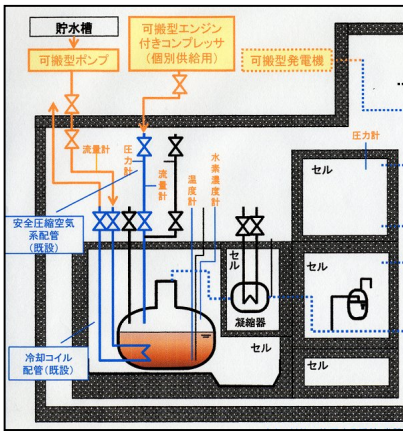 貯水槽
可搬型ポンプ
可搬型エンジン
付きコンプレッサ
(個別供給用)
可搬型発電機
流量計
圧力計
流量計
温度計
水素濃度計
圧力計
セル
安全圧縮空気
系配管
(既設)
セル
セル
凝縮器
セル
冷却コイル
配管(既設)
セル